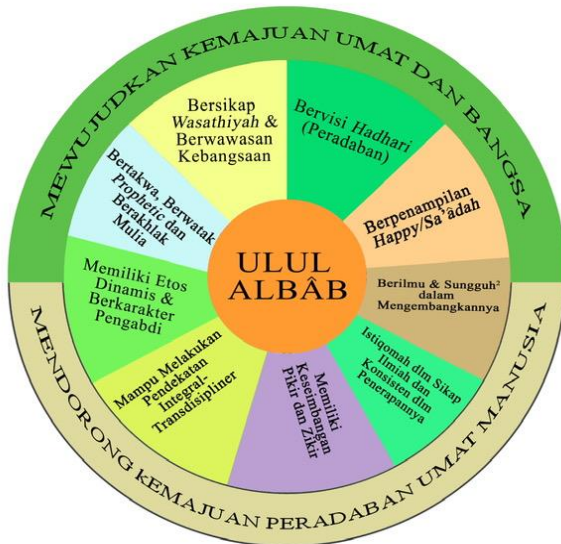 MEWUJUDKAN KEMAJUAN UMAT DAN BANGSA
Bersikap
Wasathiyah &
Berwawasan
Kebangsaan
Bervisi Hadhari
(Peradaban)
Berpenampilan
Happy/Sa'âdah
Berilmu & Sungguh²
dalam
Mengembangkannya
Istiqomah dlm Sikap
Ilmiah dan
Konsisten dlm
Penerapannya
Memiliki
Keseimbangan
Pikir dan Zikir
Mampu Melakukan
Pendekatan
Integral-
Transdisipliner
Memiliki Etos
Dinamis &
Berkarakter
Pengabdi
Bertakwa, Berwatak
Prophetic dan
Berakhlak
Mulia
ULUL
ALBÂB
MENDORONG kEMAJUAN PERADABAN UMAT MANUSIA